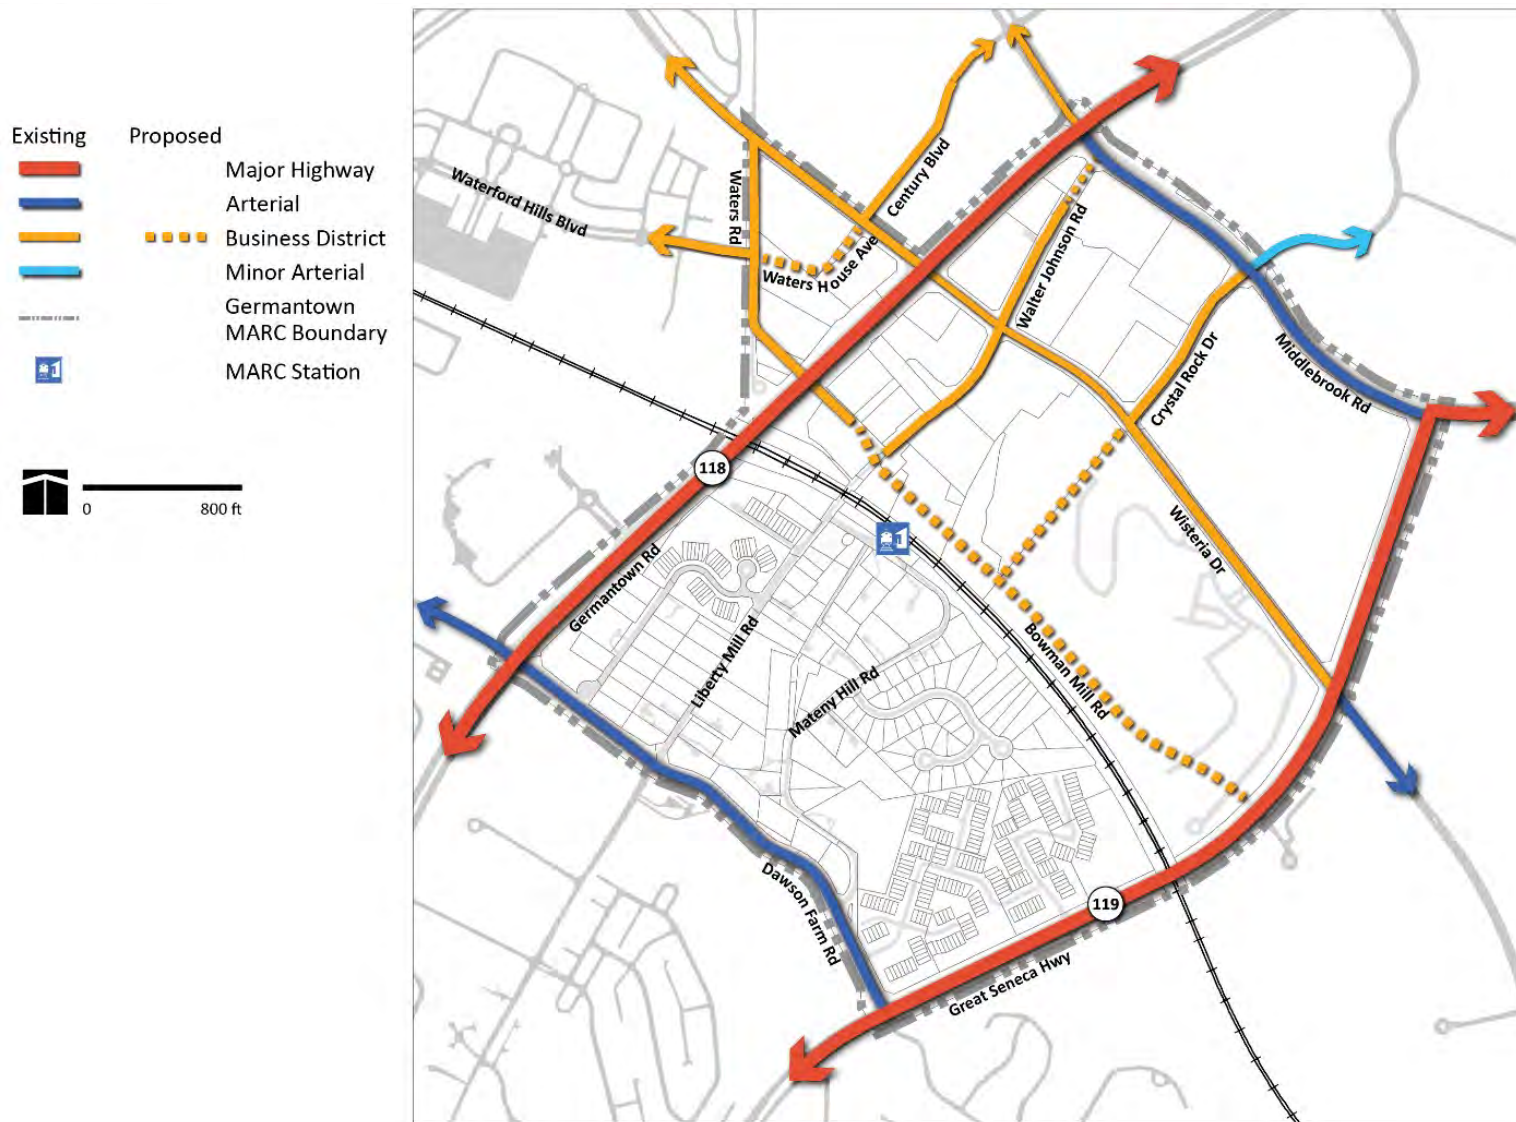 Existing Proposed
Major Highway
Arterial
Business District
Minor Arterial
Germantown
MARC Boundary
MARC Station
0 800 ft
Waterford Hills Blvd
Waters Rd
Century Blvd
Waters House Ave
Walter Johnson Rd
Crystal Rock Dr
Middlebrook Rd
118
Germantown Rd
Wisteria Dr
Liberty Mill Rd
Mateny Hill Rd
Bowman Mill Rd
Dawson Farm Rd
119
Great Seneca Hwy